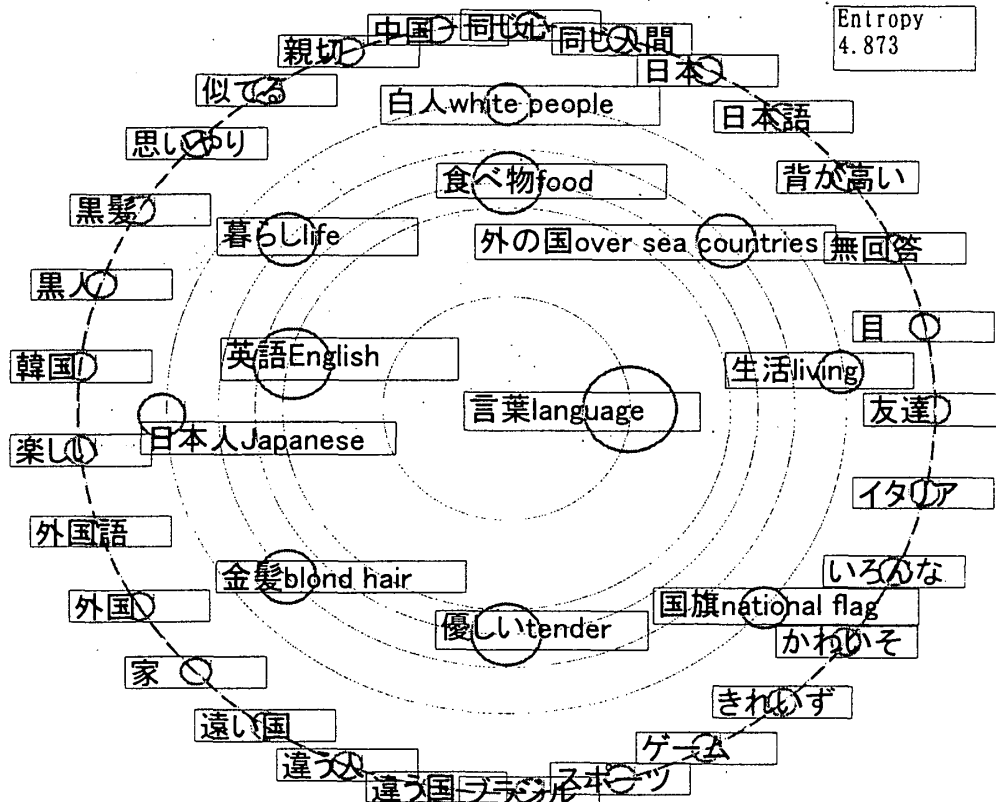 Entropy
4.873
中国
同じ心
同じ人間
親切
日本
似てる
白人white people
日本語
思いやり
食べ物food
背が高い
黒髪
暮らしlife
外の国over sea countries
無回答
黒人
目
英語English
韓国
生活living
言葉language
友達
日本人Japanese
楽しい
イタリア
外国語
金髪blond hair
いろんな
外国
国旗national flag
優しいtender
かわいそ
家
きれいず
遠い国
ゲーム
違う人
スポーツ
違う国
ブラジル